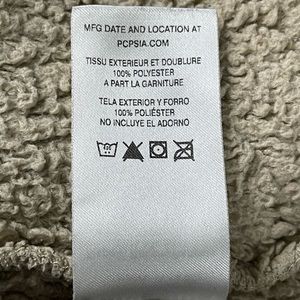 MFG DATE AND LOCATION AT
PCPSIA.COM
TISSU EXTERIEUR ET DOUBLURE
100% POLYESTER
A PART LA GARNITURE
TELA EXTERIOR Y FORRO
100% POLIÉSTER
NO INCLUYE EL ADORNO